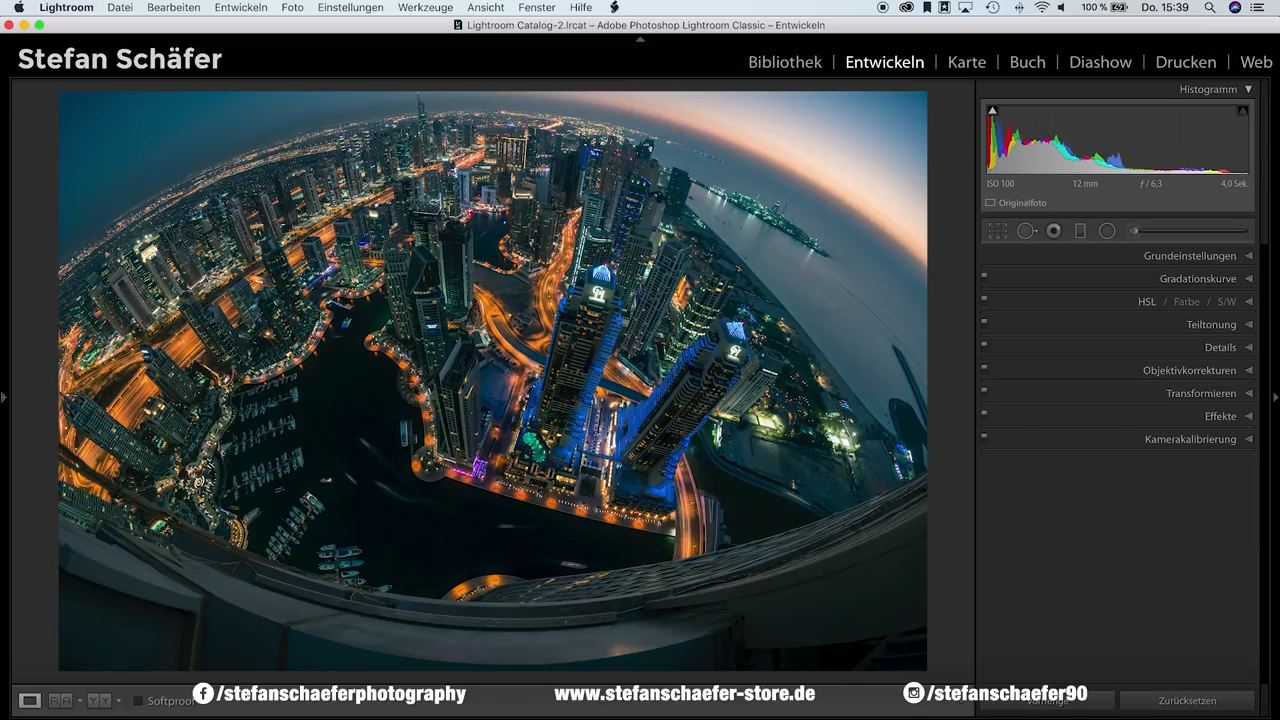 Lightroom Datei Bearbeiten Entwickeln Foto Einstellungen Werkzeuge Ansicht Fenster Hilfe 100 % Do. 15:39
Lightroom Catalog-2.lrcat – Adobe Photoshop Lightroom Classic – Entwickeln
Stefan Schäfer
Bibliothek | Entwickeln | Karte | Buch | Diashow | Drucken | Web
Histogramm
ISO 100 12 mm ƒ / 6,3 4,0 Sek.
Originalfoto
Grundeinstellungen
Gradationskurve
HSL / Farbe / S/W
Teiltonung
Details
Objektivkorrekturen
Transformieren
Effekte
Kamerakalibrierung
Softproof
/stefanschaeferphotography
www.stefanschaefer-store.de
/stefanschaefer90
Vorherige
Zurücksetzen